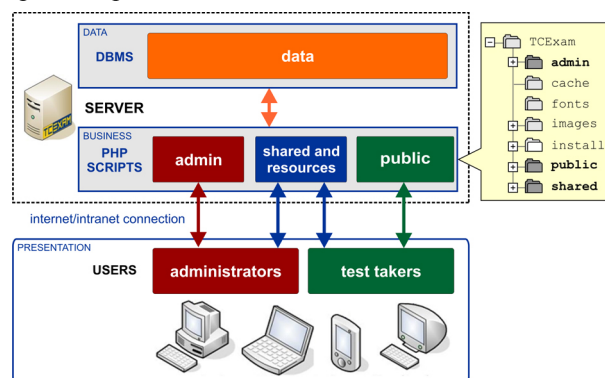 DATA
DBMS
data
SERVER
TCEXAM
BUSINESS
PHP
SCRIPTS
admin
shared and
resources
public
internet/intranet connection
PRESENTATION
USERS
administrators
test takers
TCExam
admin
cache
fonts
images
install
public
shared